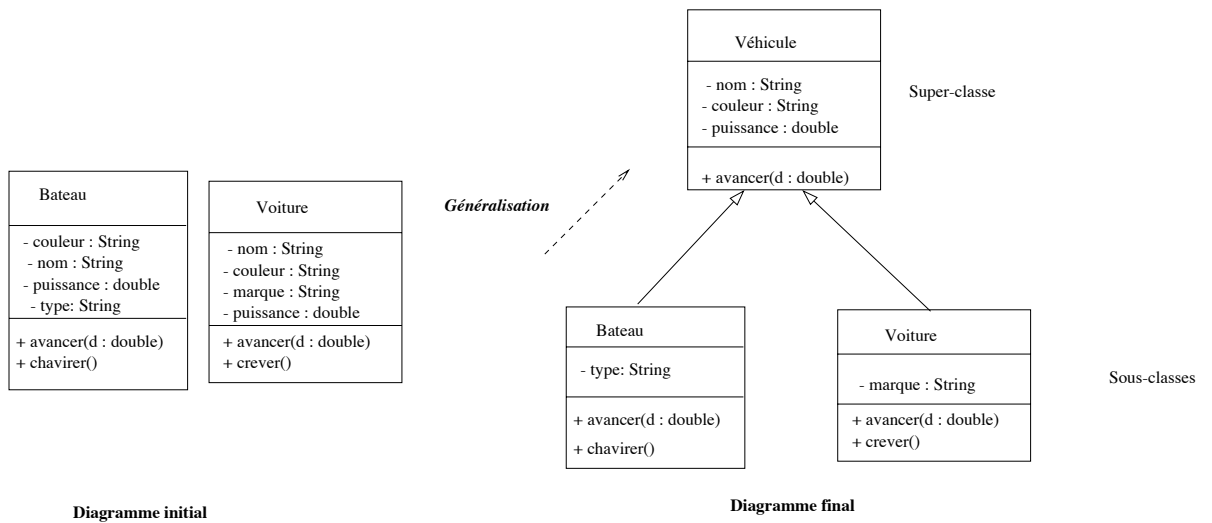 Bateau
- couleur : String
- nom : String
- puissance : double
- type: String
+ avancer(d : double)
+ chavirer()
Voiture
- nom : String
- couleur : String
- marque : String
- puissance : double
+ avancer(d : double)
+ crever()
Diagramme initial
Généralisation
Véhicule
- nom : String
- couleur : String
- puissance : double
+ avancer(d : double)
Super-classe
Bateau
- type: String
+ avancer(d : double)
+ chavirer()
Voiture
- marque : String
+ avancer(d : double)
+ crever()
Sous-classes
Diagramme final